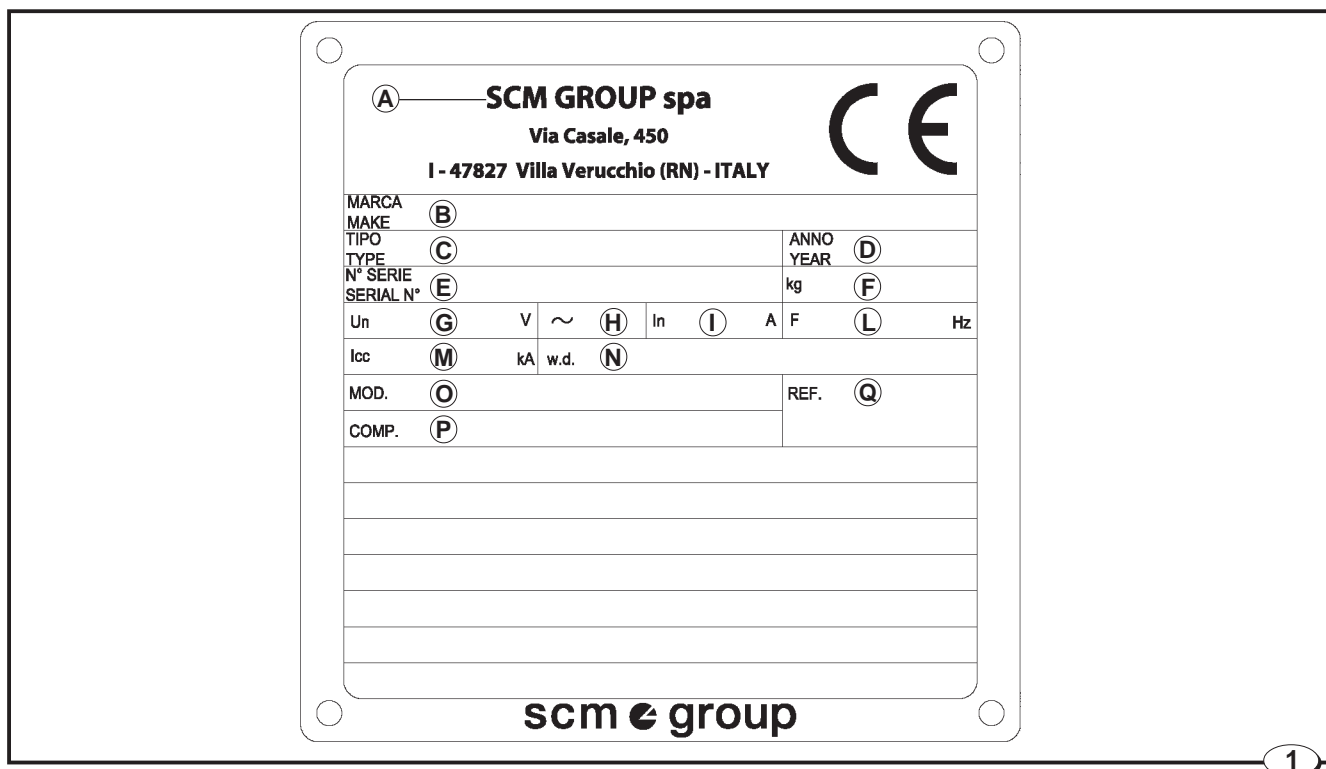 A SCM GROUP spa
CE
Via Casale, 450
I - 47827 Villa Verucchio (RN) - ITALY
MARCA
MAKE B
TIPO
TYPE C ANNO
YEAR D
N° SERIE
SERIAL N° E kg F
Un G V ~ H In I A F L Hz
Icc M kA w.d. N
MOD. O REF. Q
COMP. P
scm group
1